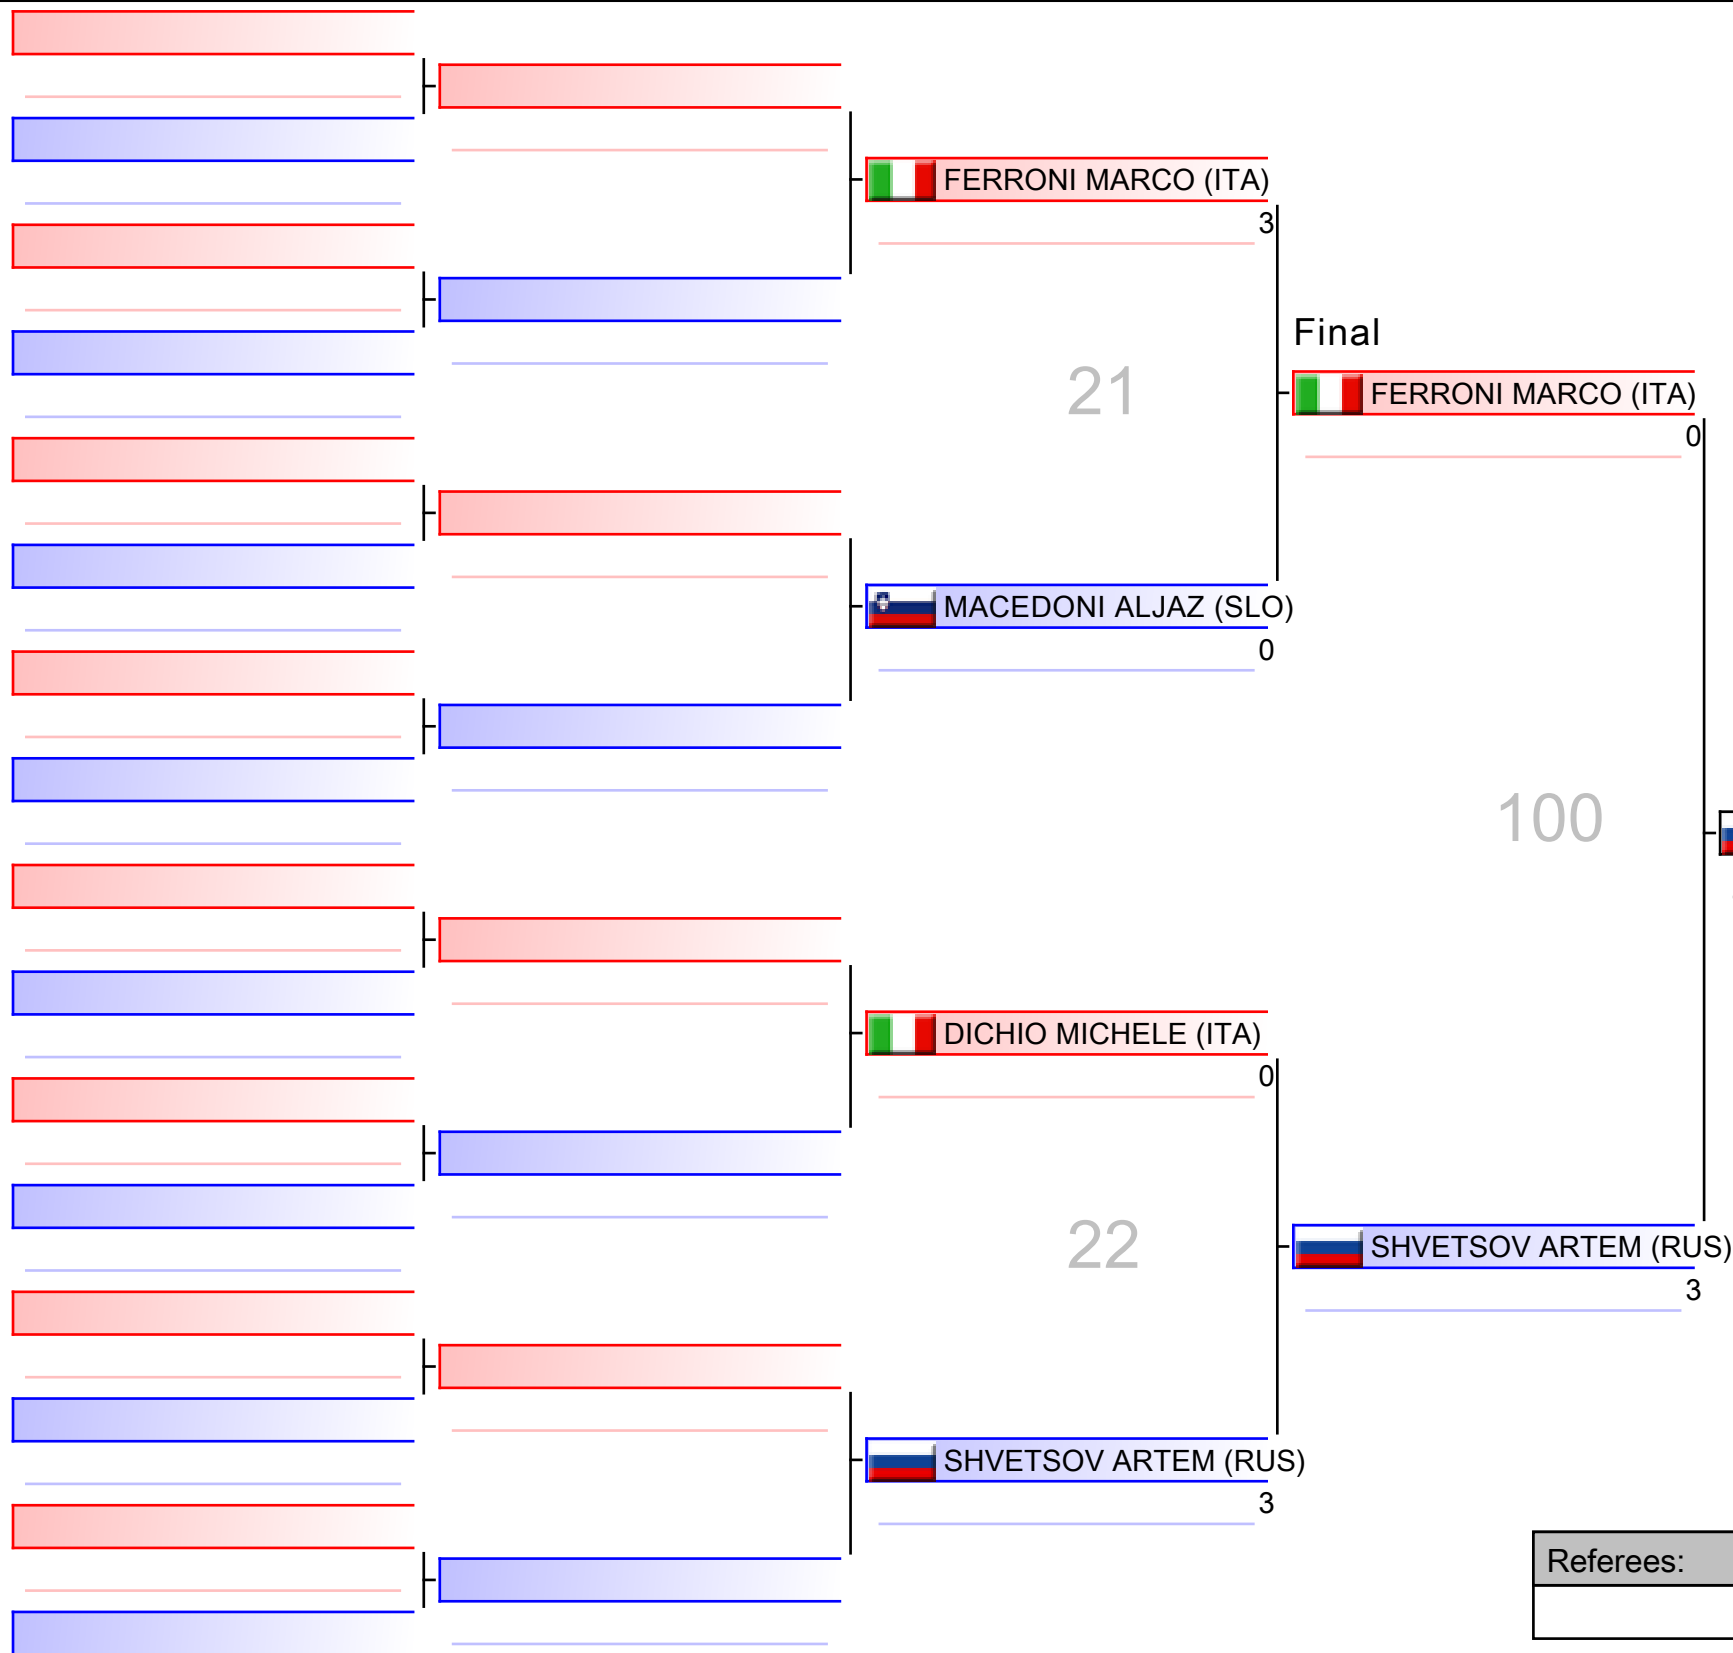 FERRONI MARCO (ITA)
3
Final
21
FERRONI MARCO (ITA)
0
MACEDONI ALJAZ (SLO)
0
100
DICHIO MICHELE (ITA)
0
22
SHVETSOV ARTEM (RUS)
3
SHVETSOV ARTEM (RUS)
3
Referees: